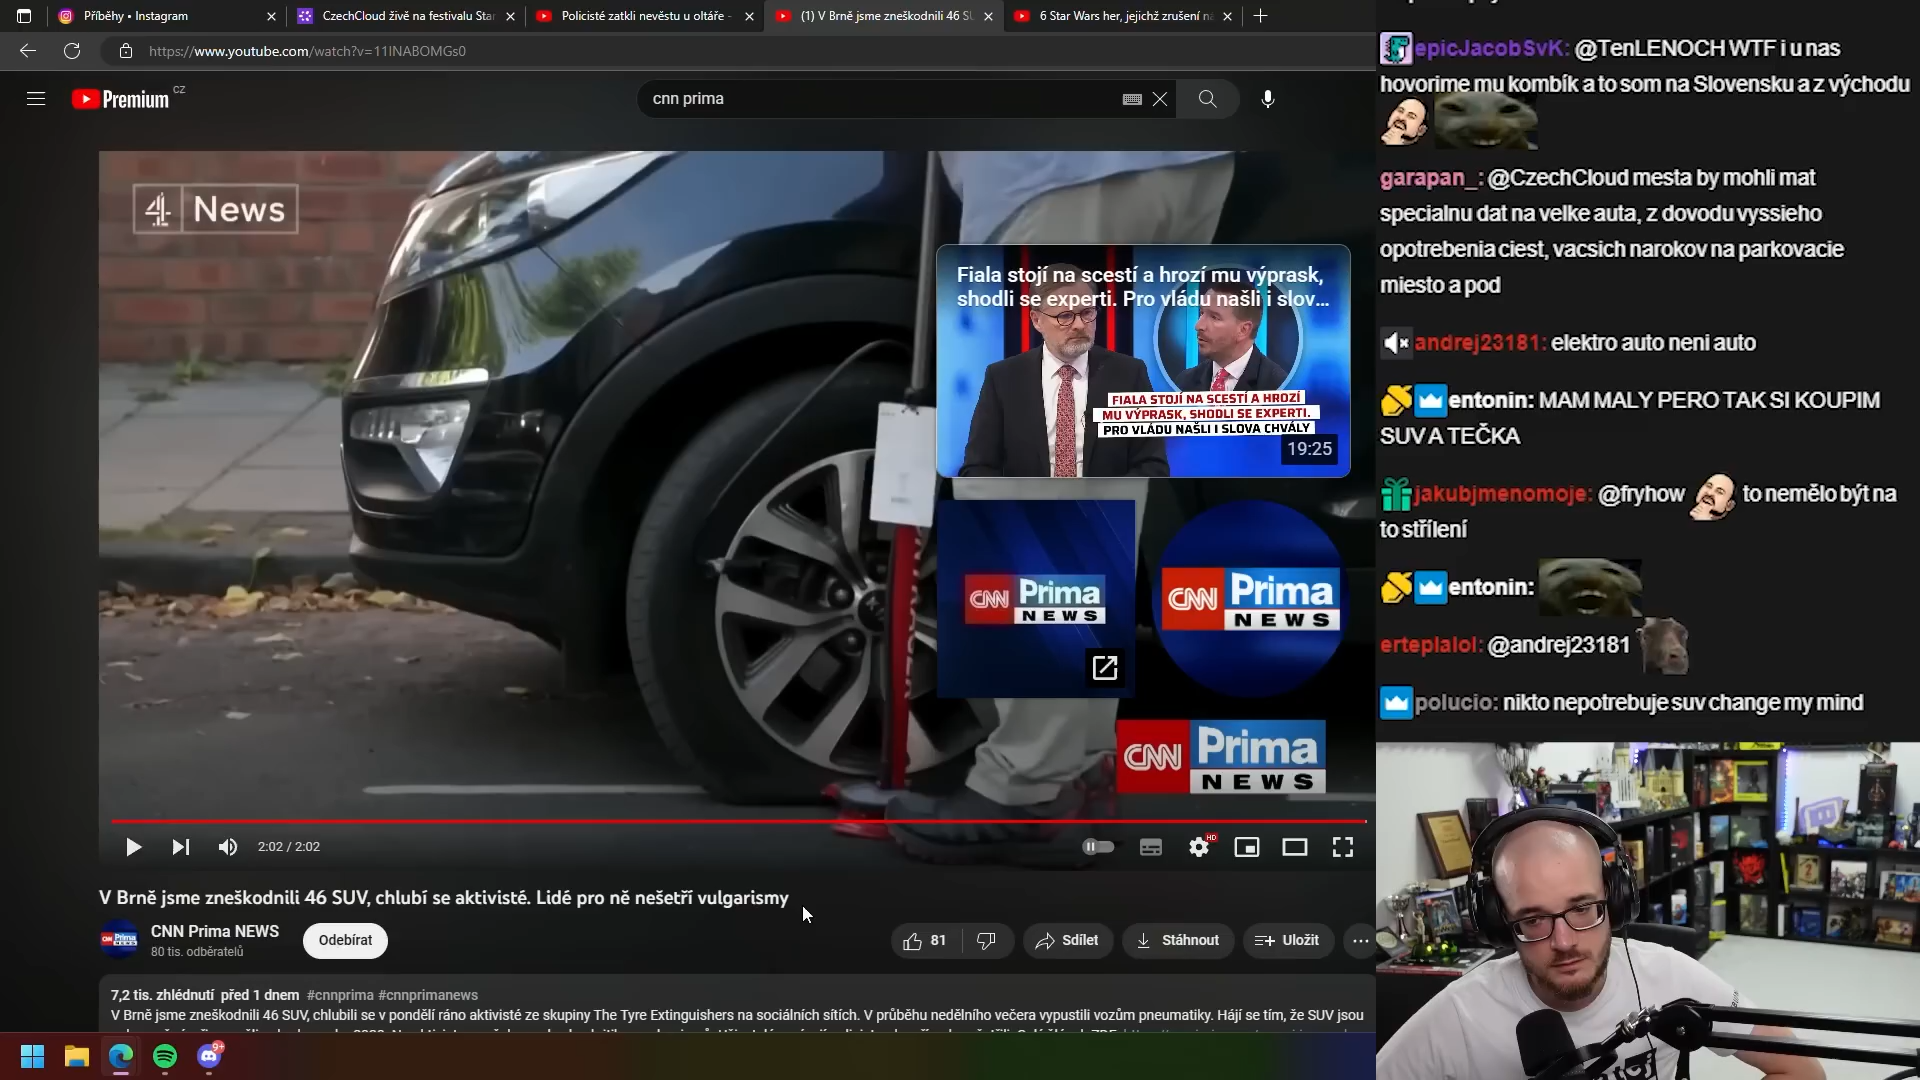 Příběhy • Instagram
CzechCloud živě na festivalu Star
Policisté zatkli nevěstu u oltáře -
(1) V Brně jsme zneškodnili 46 SU
6 Star Wars her, jejichž zrušení n
https://www.youtube.com/watch?v=11INABOMGs0
Premium CZ
cnn prima
4 News
Fiala stojí na scestí a hrozí mu výprask,
shodli se experti. Pro vládu našli i slov...
FIALA STOJÍ NA SCESTÍ A HROZÍ
MU VÝPRASK, SHODLI SE EXPERTI.
PRO VLÁDU NAŠLI I SLOVA CHVÁLY
19:25
CNN Prima
NEWS
CNN Prima
NEWS
CNN Prima
NEWS
2:02 / 2:02
HD
V Brně jsme zneškodnili 46 SUV, chlubí se aktivisté. Lidé pro ně nešetří vulgarismy
CNN Prima NEWS
80 tis. odběratelů
Odebírat
81
Sdílet
Stáhnout
Uložit
7,2 tis. zhlédnutí před 1 dnem #cnnprima #cnnprimanews
V Brně jsme zneškodnili 46 SUV, chlubili se v pondělí ráno aktivisté ze skupiny The Tyre Extinguishers na sociálních sítích. V průběhu nedělního večera vypustili vozům pneumatiky. Hájí se tím, že SUV jsou
9+
epicJacobSvK: @TenLENOCH WTF i u nas
hovorime mu kombík a to som na Slovensku a z východu
garapan_: @CzechCloud mesta by mohli mat
specialnu dat na velke auta, z dovodu vyssieho
opotrebenia ciest, vacsich narokov na parkovacie
miesto a pod
andrej23181: elektro auto neni auto
entonin: MAM MALY PERO TAK SI KOUPIM
SUV A TEČKA
jakubjmenomoje: @fryhow to nemělo být na
to střílení
entonin:
erteplalol: @andrej23181
polucio: nikto nepotrebuje suv change my mind